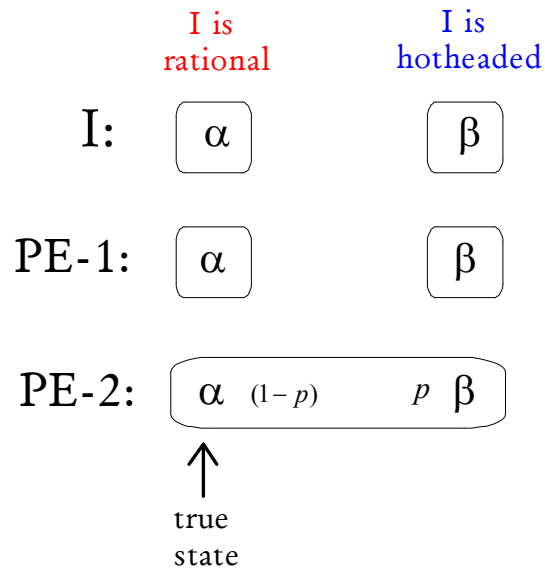 I is
rational
I is
hotheaded
I: α β
PE-1: α β
PE-2: α (1− p) p β
true
state